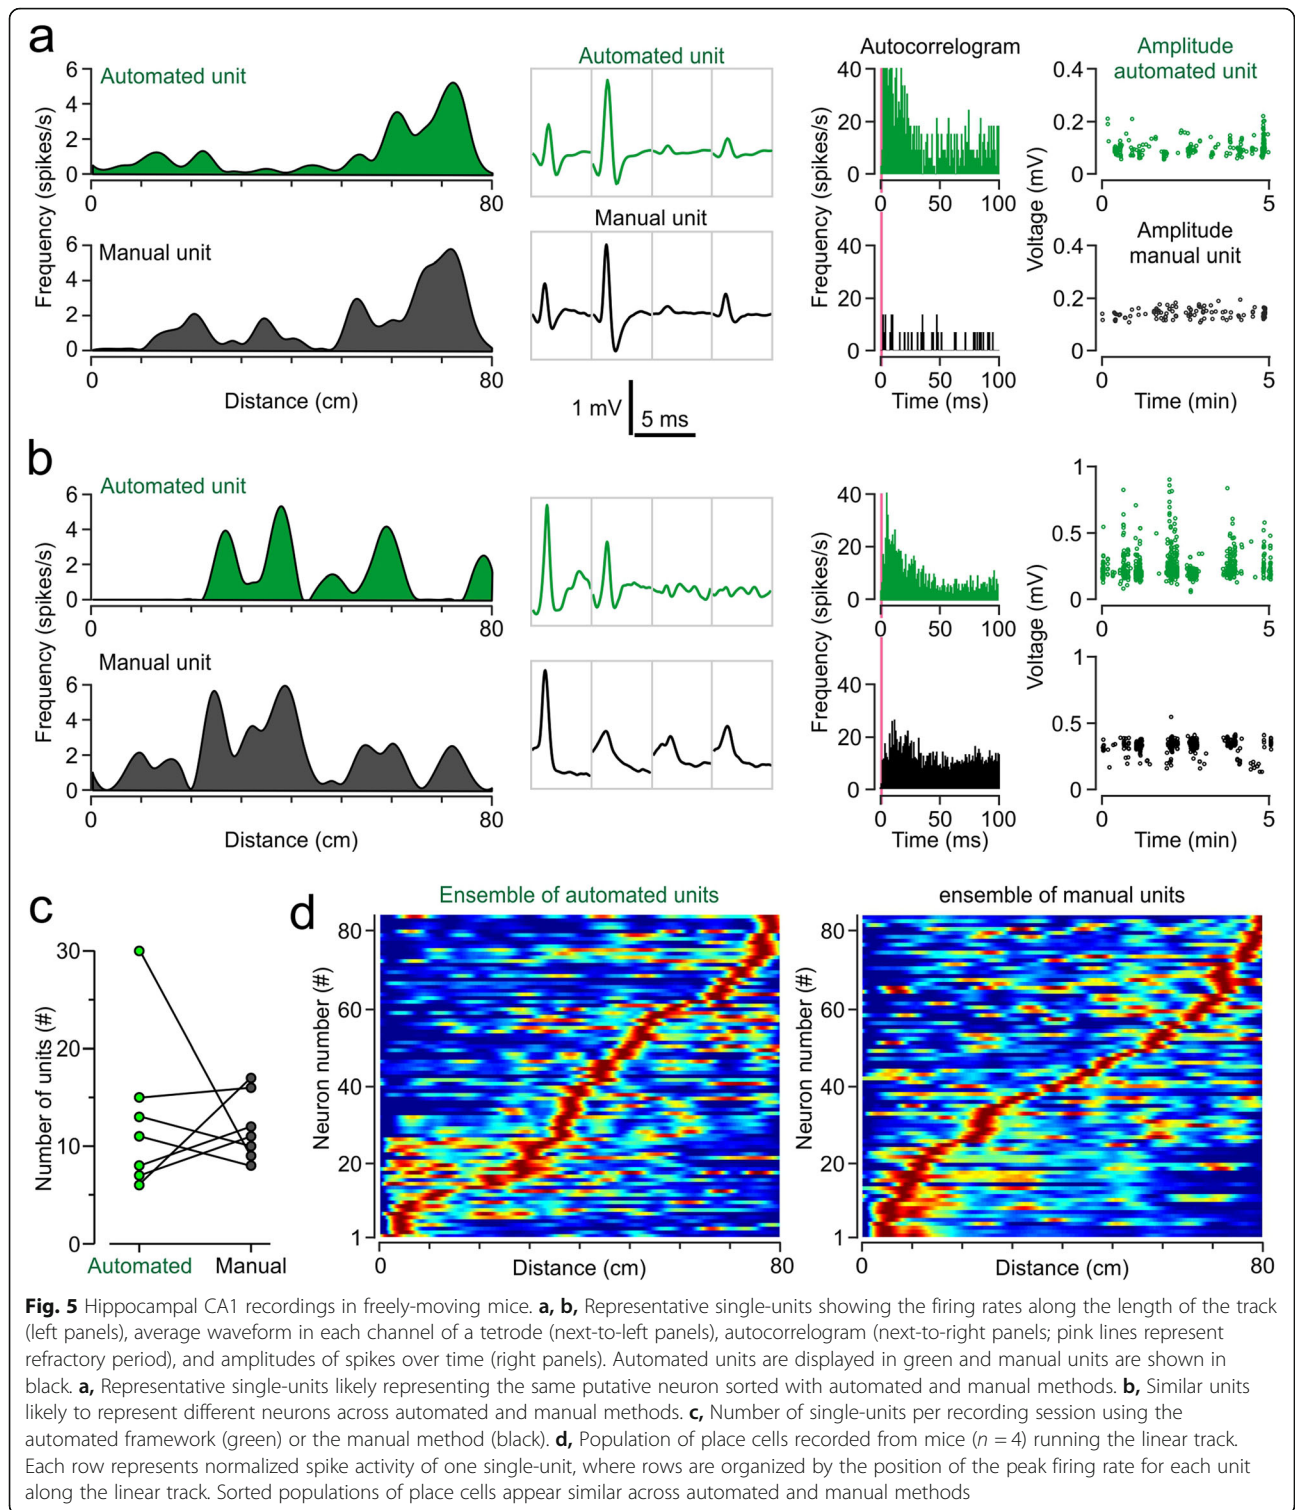 a
Automated unit
Automated unit
Autocorrelogram
Amplitude
automated unit
Frequency (spikes/s)
6
4
2
0
0
80
40
20
0
0
50
100
Voltage (mV)
0.4
0.2
0
0
5
Manual unit
Manual unit
Amplitude
manual unit
6
4
2
0
0
80
Distance (cm)
1 mV
5 ms
Frequency (spikes/s)
40
20
0
0
50
100
Time (ms)
0.4
0.2
0
0
5
Time (min)
b
Automated unit
Frequency (spikes/s)
6
4
2
0
0
80
Frequency (spikes/s)
40
20
0
0
50
100
Voltage (mV)
1
0.5
0
0
5
Manual unit
6
4
2
0
0
80
Distance (cm)
40
20
0
0
50
100
Time (ms)
1
0.5
0
0
5
Time (min)
c
Number of units (#)
30
20
10
0
Automated
Manual
d
Ensemble of automated units
Neuron number (#)
80
60
40
20
1
0
Distance (cm)
80
ensemble of manual units
Neuron number (#)
80
60
40
20
1
0
Distance (cm)
80
Fig. 5 Hippocampal CA1 recordings in freely-moving mice. a, b, Representative single-units showing the firing rates along the length of the track
(left panels), average waveform in each channel of a tetrode (next-to-left panels), autocorrelogram (next-to-right panels; pink lines represent
refractory period), and amplitudes of spikes over time (right panels). Automated units are displayed in green and manual units are shown in
black. a, Representative single-units likely representing the same putative neuron sorted with automated and manual methods. b, Similar units
likely to represent different neurons across automated and manual methods. c, Number of single-units per recording session using the
automated framework (green) or the manual method (black). d, Population of place cells recorded from mice (n = 4) running the linear track.
Each row represents normalized spike activity of one single-unit, where rows are organized by the position of the peak firing rate for each unit
along the linear track. Sorted populations of place cells appear similar across automated and manual methods